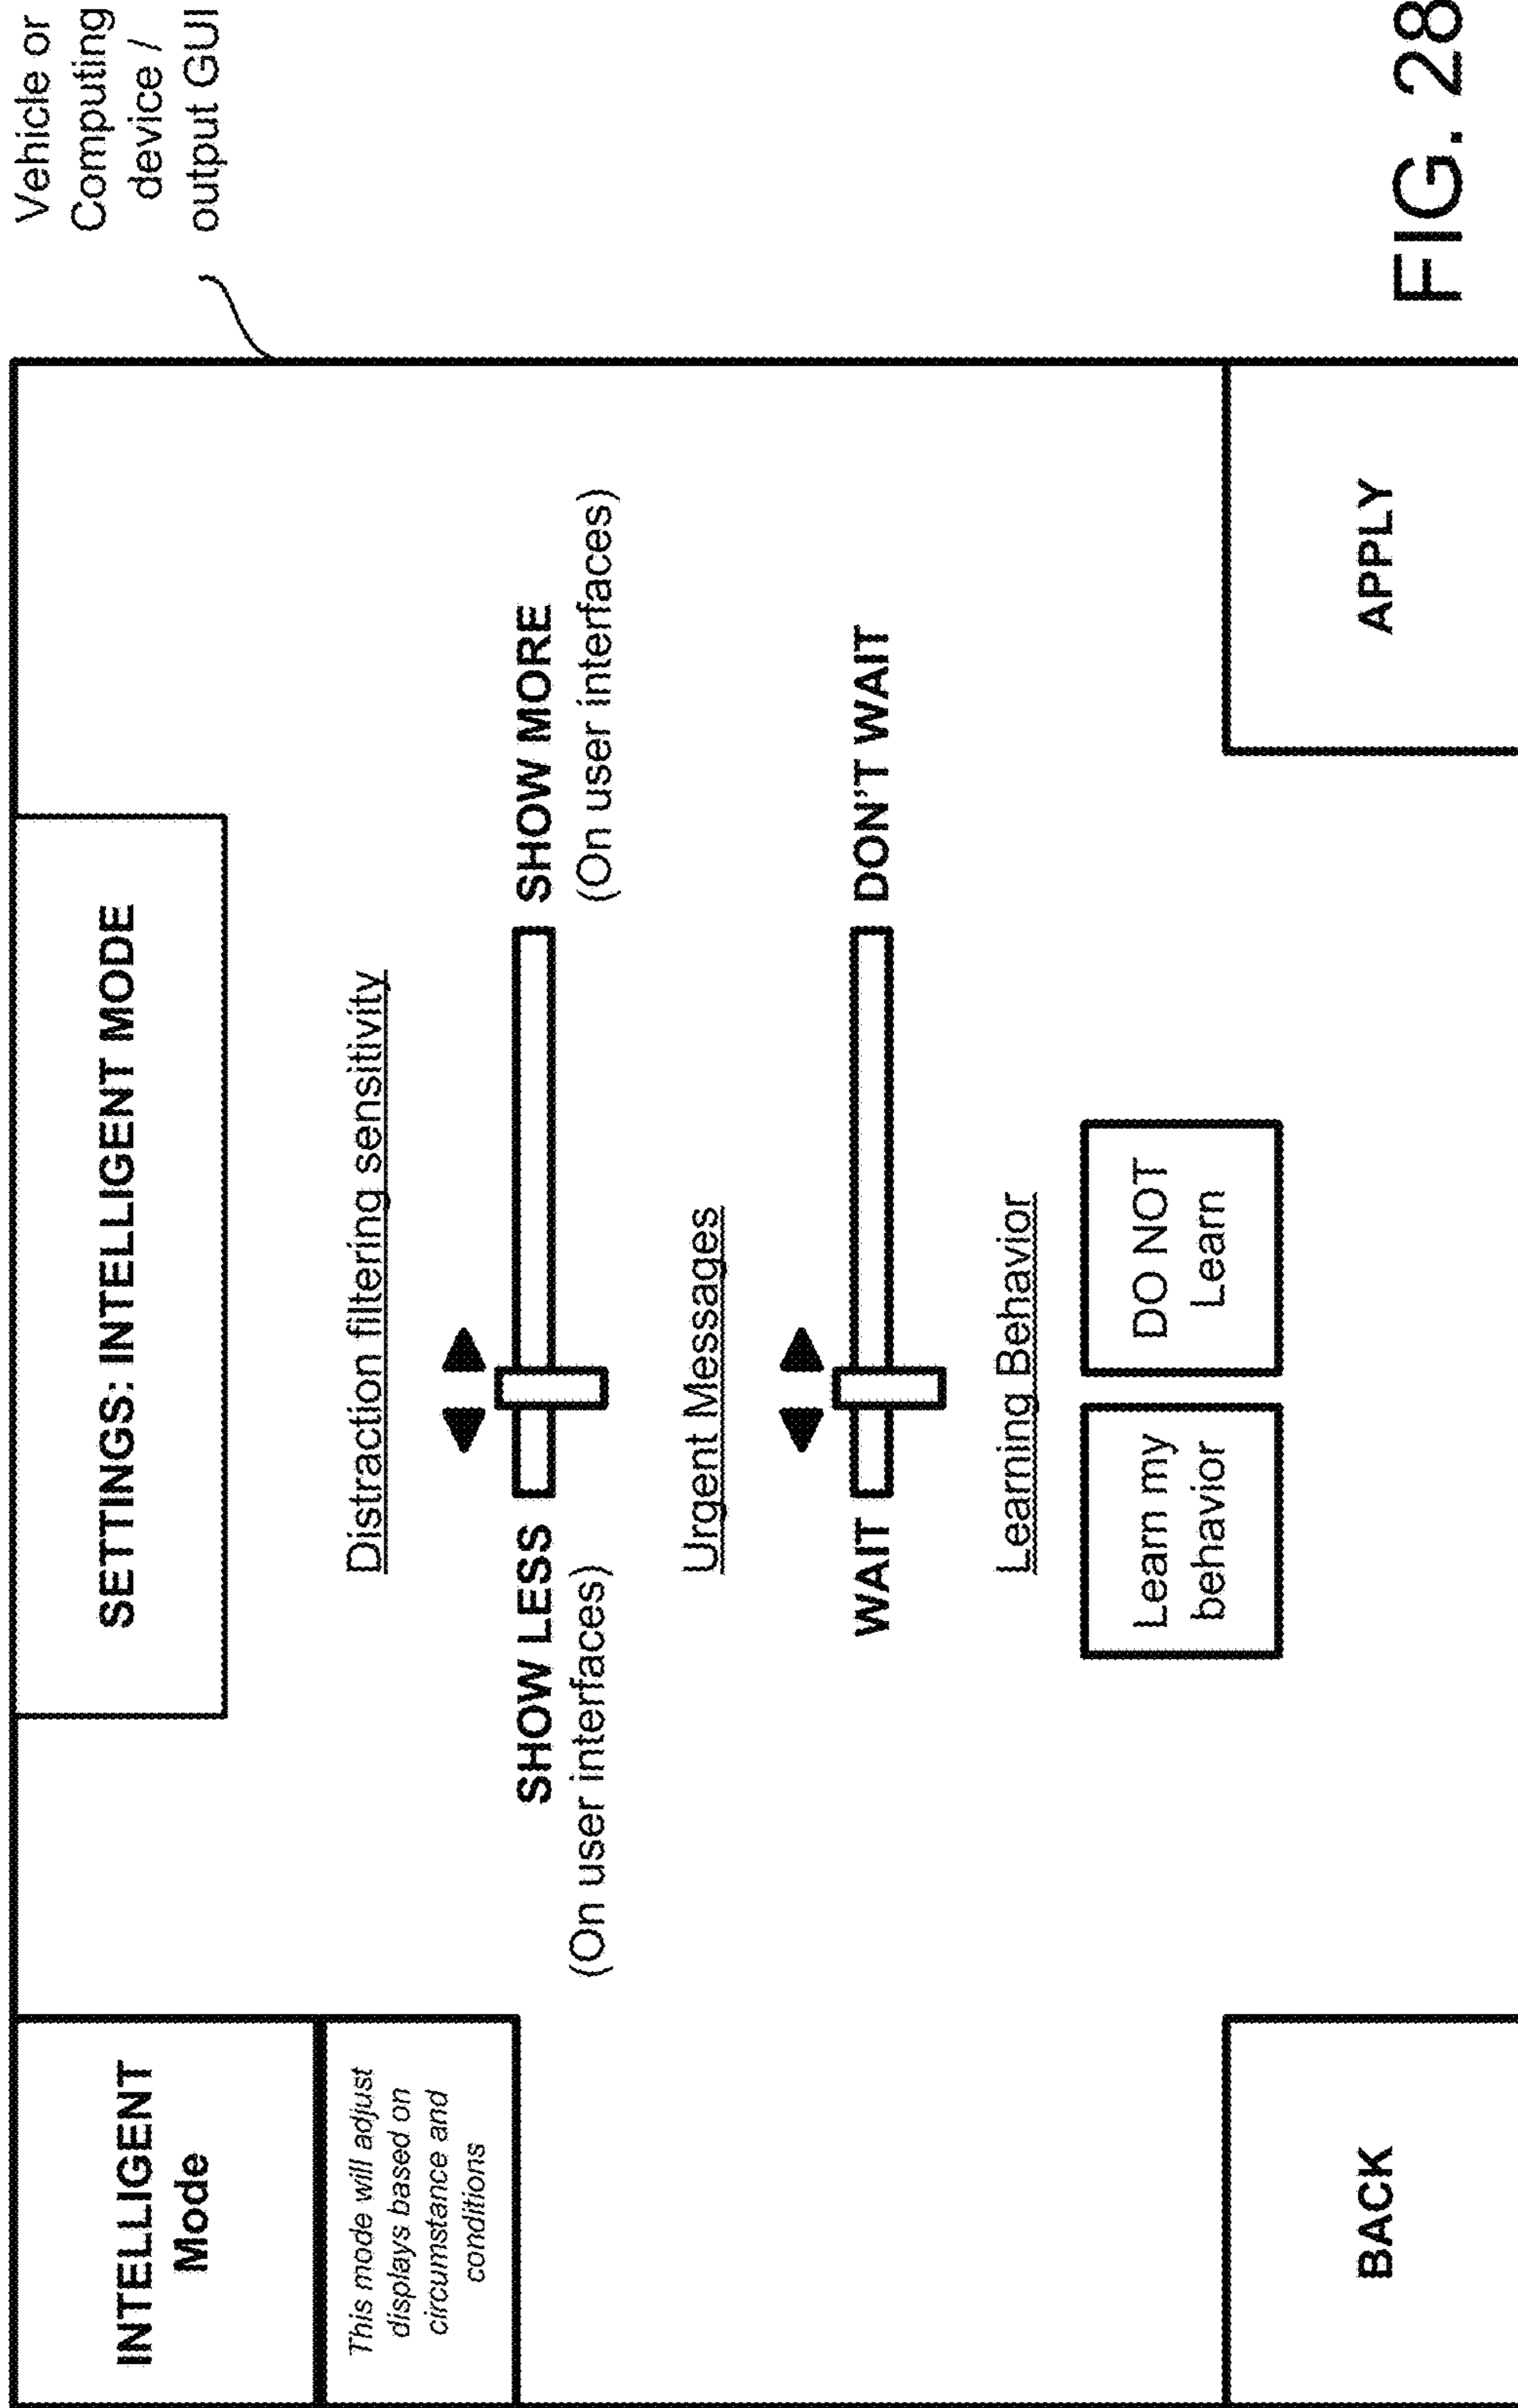 Vehicle or
Computing
device /
output GUI
INTELLIGENT
Mode
This mode will adjust
displays based on
circumstance and
conditions
SETTINGS: INTELLIGENT MODE
Distraction filtering sensitivity
SHOW LESS
(On user interfaces)
SHOW MORE
(On user interfaces)
Urgent Messages
WAIT
DON'T WAIT
Learning Behavior
Learn my
behavior
DO NOT
Learn
BACK
APPLY
FIG. 28